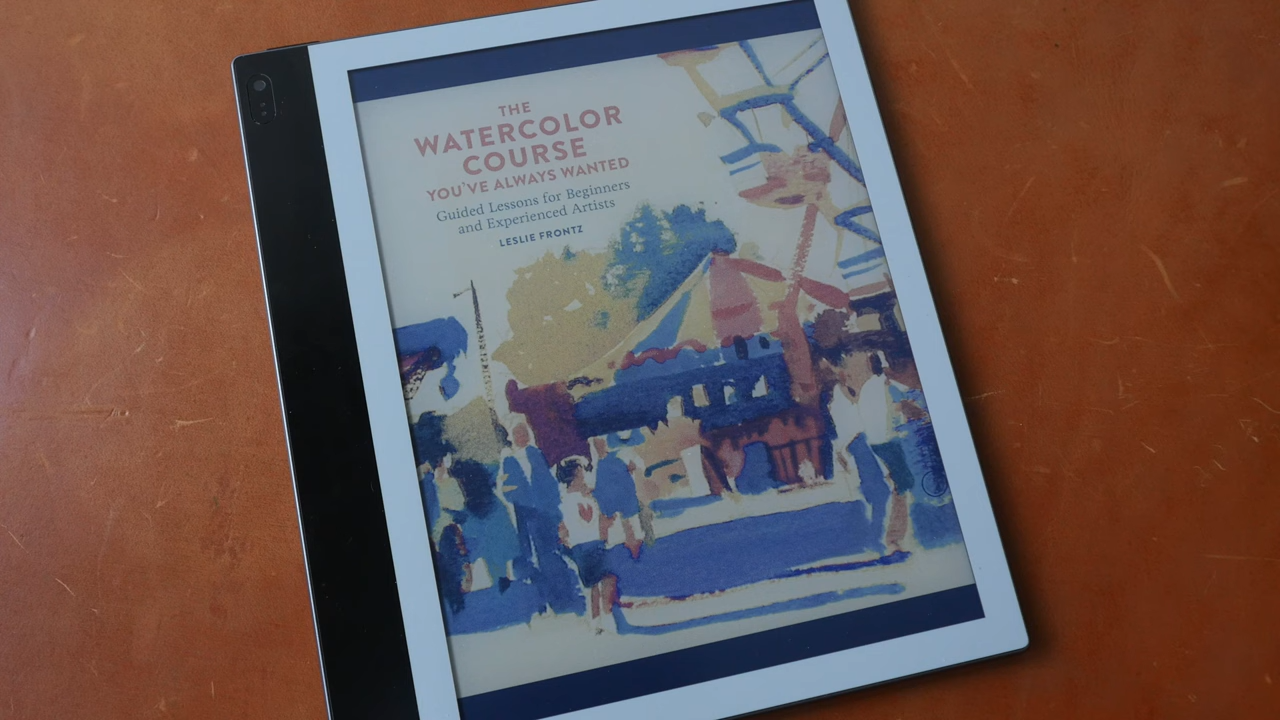 THE
WATERCOLOR
COURSE
YOU'VE ALWAYS WANTED
Guided Lessons for Beginners
and Experienced Artists
LESLIE FRONTZ